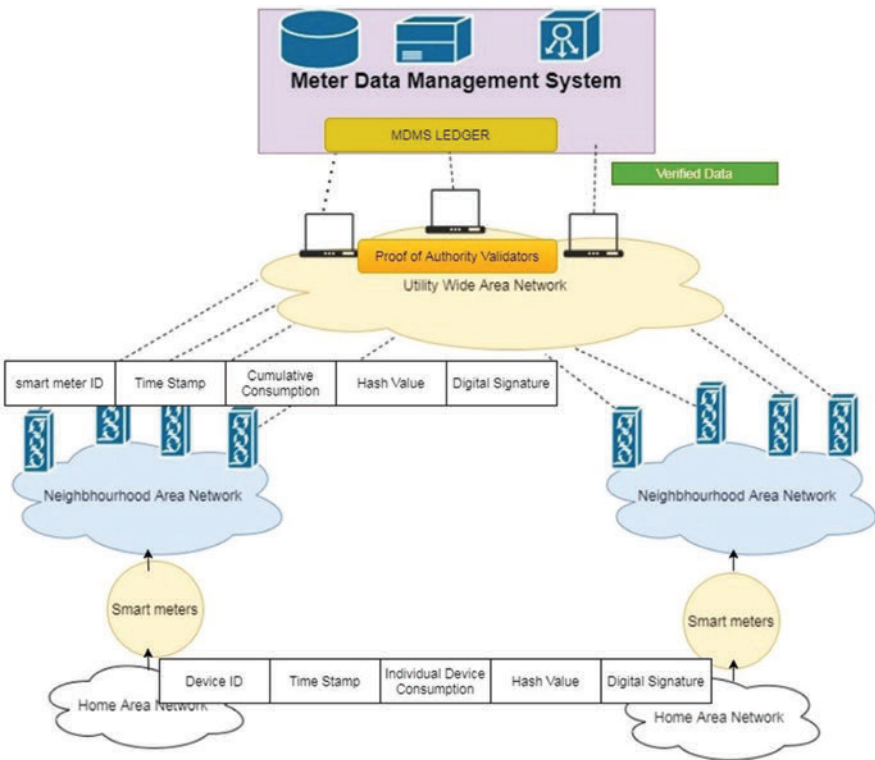 Meter Data Management System
MDMS LEDGER
Verified Data
Proof of Authority Validators
Utility Wide Area Network
smart meter ID
Time Stamp
Cumulative
Consumption
Hash Value
Digital Signature
Neighbhourhood Area Network
Neighbhourhood Area Network
Smart meters
Smart meters
Device ID
Time Stamp
Individual Device
Consumption
Hash Value
Digital Signature
Home Area Network
Home Area Network